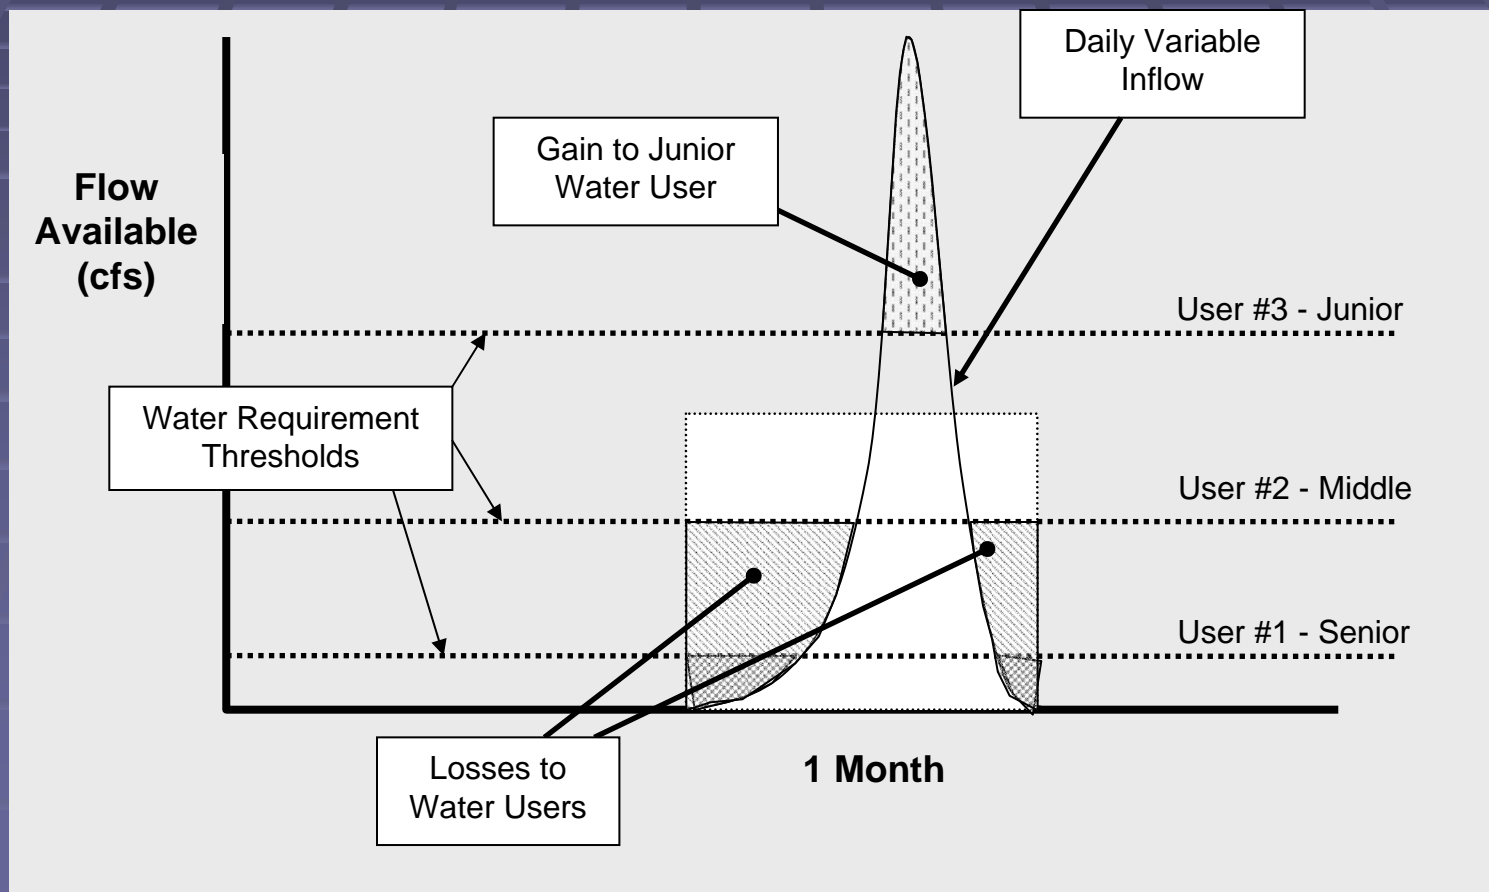 Daily Variable
Inflow
Gain to Junior
Water User
Flow
Available
(cfs)
User #3 - Junior
Water Requirement
Thresholds
User #2 - Middle
User #1 - Senior
Losses to
Water Users
1 Month